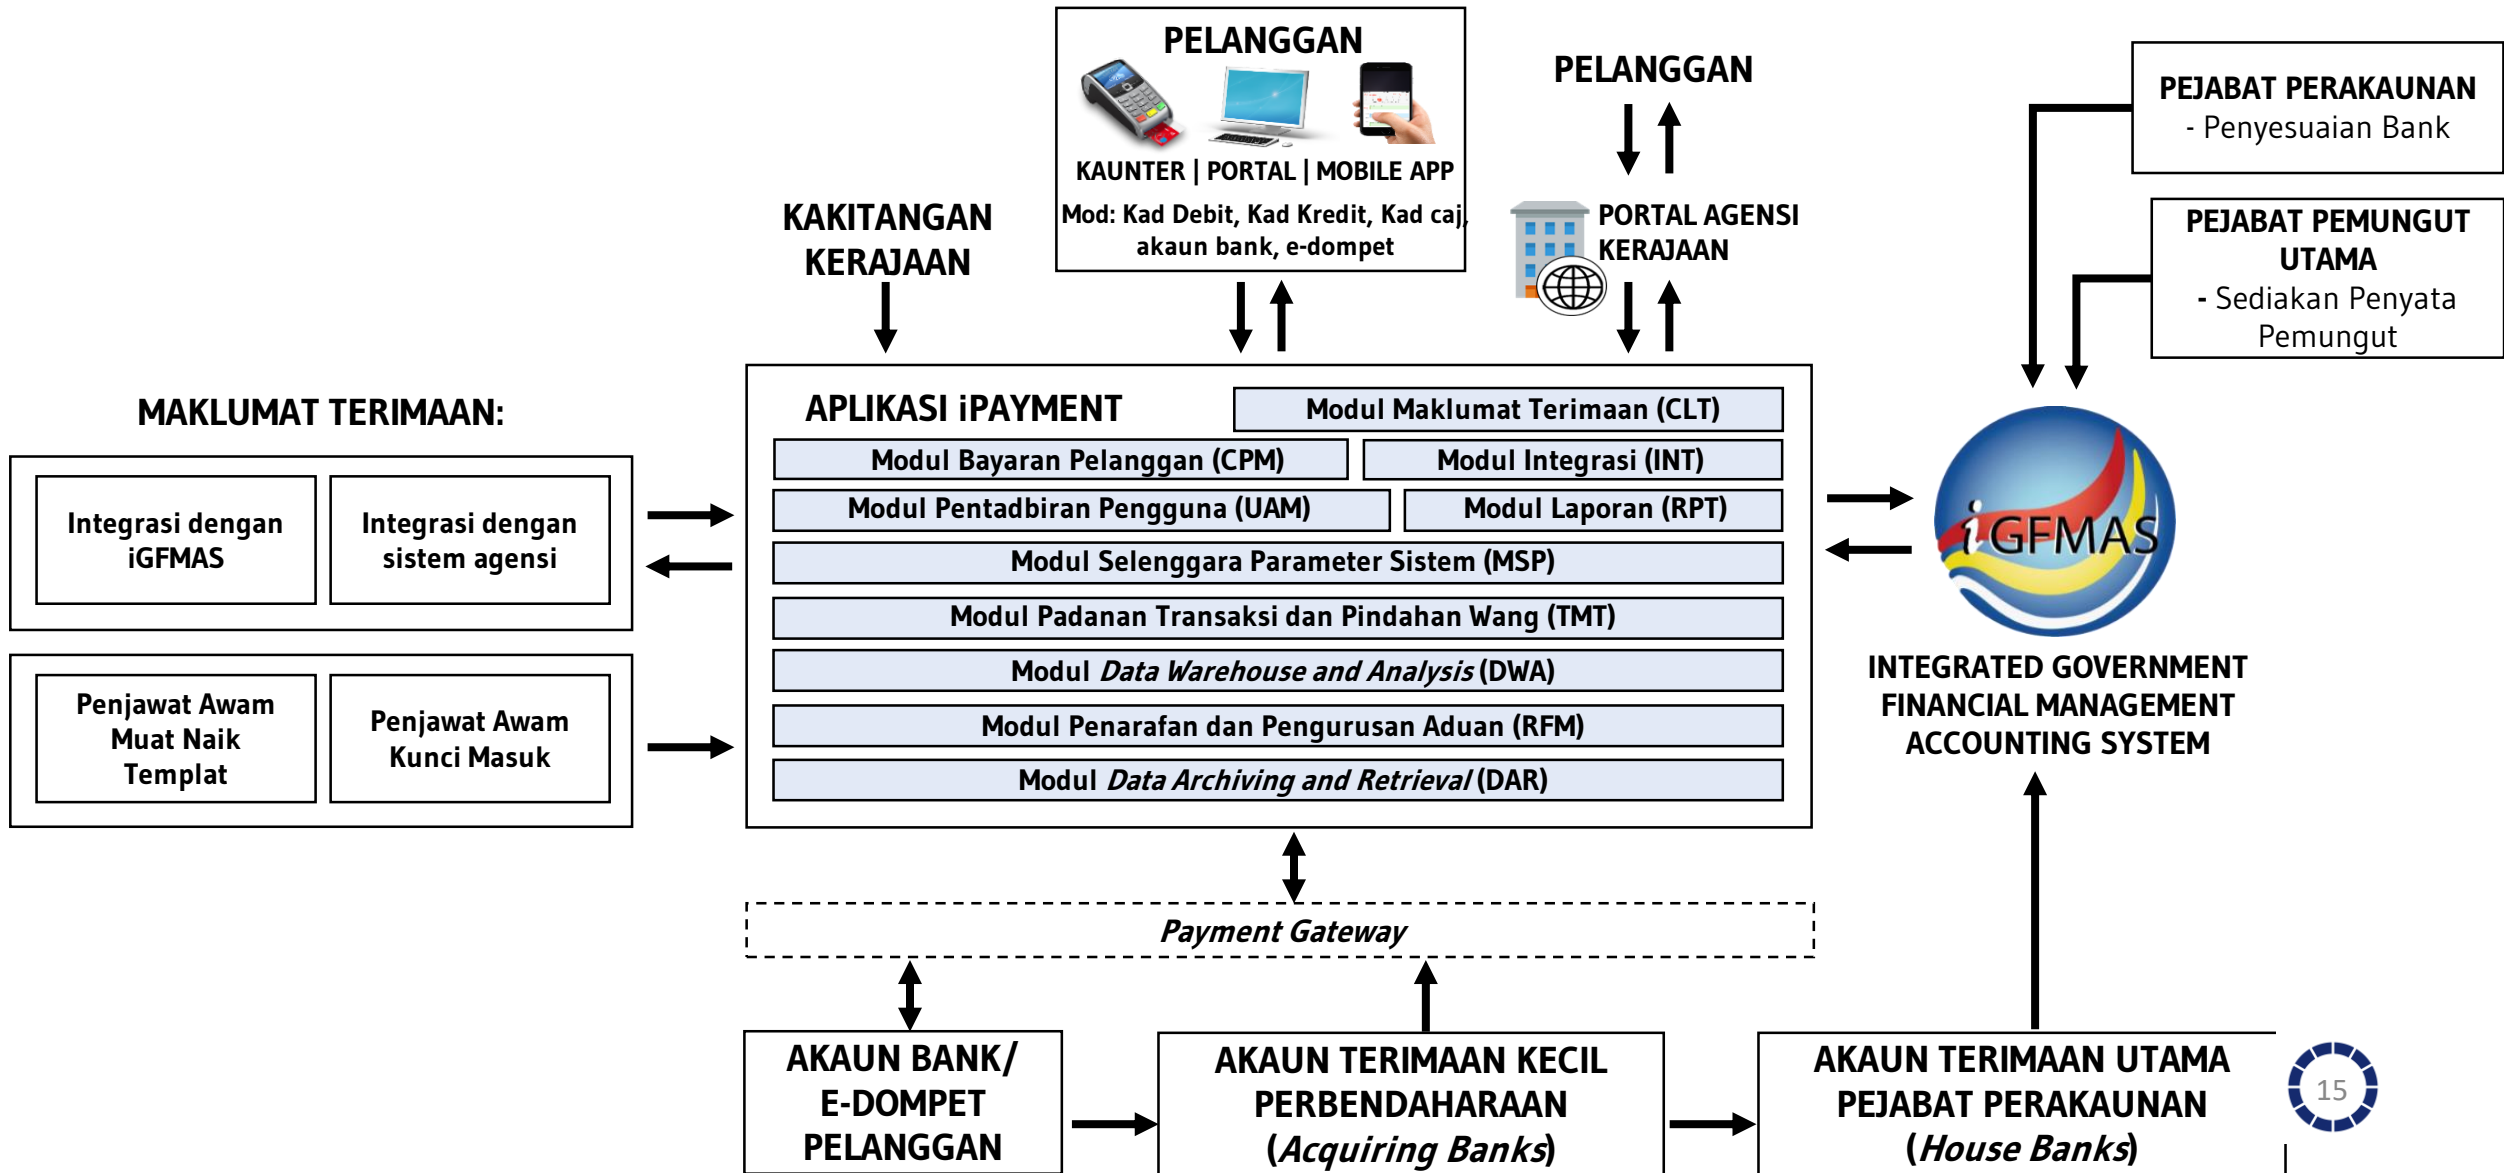 PELANGGAN
KAUNTER | PORTAL | MOBILE APP
Mod: Kad Debit, Kad Kredit, Kad caj,
akaun bank, e-dompet
PELANGGAN
PORTAL AGENSI
KERAJAAN
KAKITANGAN
KERAJAAN
PEJABAT PERAKAUNAN
- Penyesuaian Bank
PEJABAT PEMUNGUT
UTAMA
- Sediakan Penyata
Pemungut
MAKLUMAT TERIMAAN:
Integrasi dengan
iGFMAS
Integrasi dengan
sistem agensi
Penjawat Awam
Muat Naik
Templat
Penjawat Awam
Kunci Masuk
APLIKASI iPAYMENT
Modul Maklumat Terimaan (CLT)
Modul Bayaran Pelanggan (CPM)
Modul Integrasi (INT)
Modul Pentadbiran Pengguna (UAM)
Modul Laporan (RPT)
Modul Selenggara Parameter Sistem (MSP)
Modul Padanan Transaksi dan Pindahan Wang (TMT)
Modul Data Warehouse and Analysis (DWA)
Modul Penarafan dan Pengurusan Aduan (RFM)
Modul Data Archiving and Retrieval (DAR)
iGFMAS
INTEGRATED GOVERNMENT
FINANCIAL MANAGEMENT
ACCOUNTING SYSTEM
Payment Gateway
AKAUN BANK/
E-DOMPET
PELANGGAN
AKAUN TERIMAAN KECIL
PERBENDAHARAAN
(Acquiring Banks)
AKAUN TERIMAAN UTAMA
PEJABAT PERAKAUNAN
(House Banks)
15